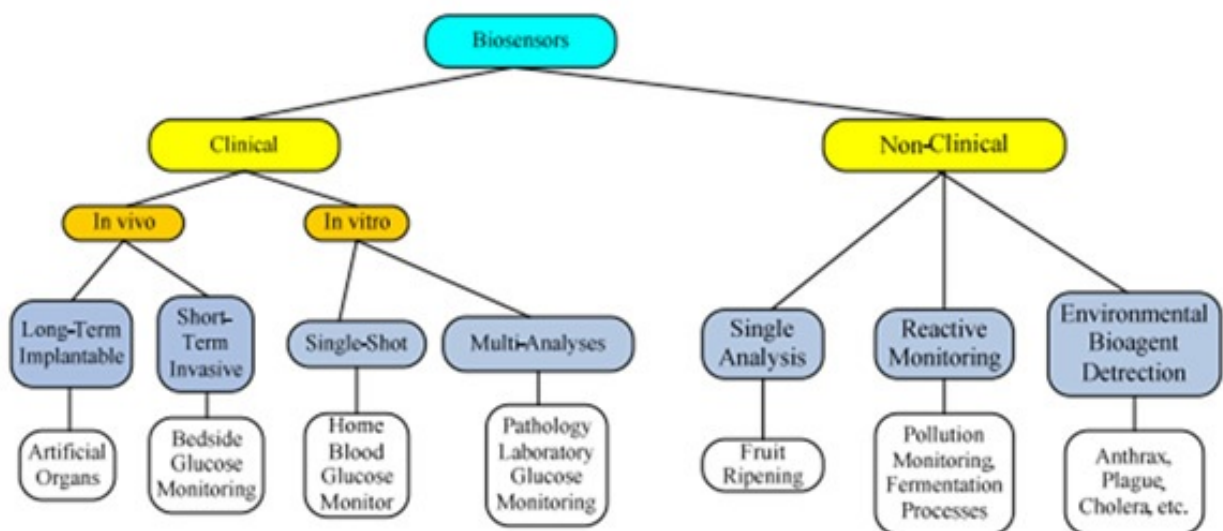 Biosensors
Clinical
Non-Clinical
In vivo
In vitro
Long-Term
Implantable
Short-
Term
Invasive
Single-Shot
Multi-Analyses
Single
Analysis
Reactive
Monitoring
Environmental
Bioagent
Detrection
Artificial
Organs
Bedside
Glucose
Monitoring
Home
Blood
Glucose
Monitor
Pathology
Laboratory
Glucose
Monitoring
Fruit
Ripening
Pollution
Monitoring,
Fermentation
Processes
Anthrax,
Plague,
Cholera, etc.